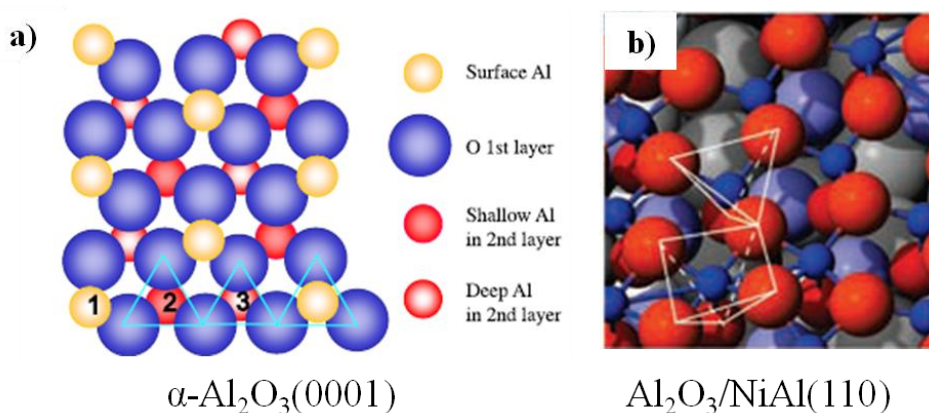 a)
Surface Al
O 1st layer
Shallow Al
in 2nd layer
Deep Al
in 2nd layer
1
2
3
α-Al₂O₃(0001)
b)
Al₂O₃/NiAl(110)